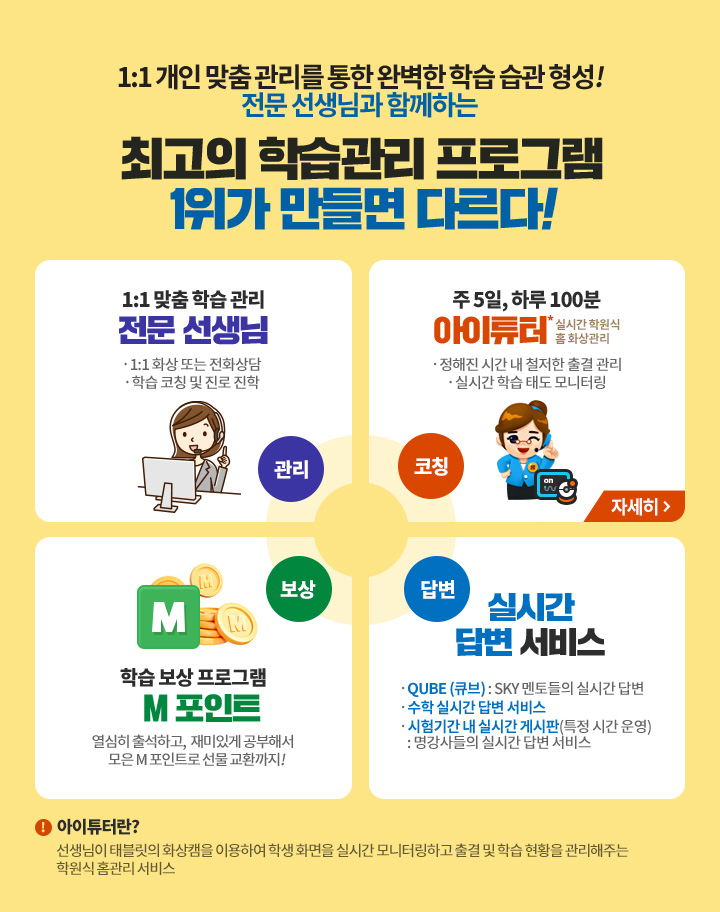 1:1 개인 맞춤 관리를 통한 완벽한 학습 습관 형성!
전문 선생님과 함께하는
최고의 학습관리 프로그램
1위가 만들면 다르다!
1:1 맞춤 학습 관리
전문 선생님
· 1:1 화상 또는 전화상담
· 학습 코칭 및 진로 진학
관리
주 5일, 하루 100분
아이튜터* 실시간 학원식
홈 화상관리
· 정해진 시간 내 철저한 출결 관리
· 실시간 학습 태도 모니터링
on
코칭
자세히 >
보상
M
M
M
학습 보상 프로그램
M 포인트
열심히 출석하고, 재미있게 공부해서
모은 M 포인트로 선물 교환까지!
답변
실시간
답변 서비스
· QUBE (큐브) : SKY 멘토들의 실시간 답변
· 수학 실시간 답변 서비스
· 시험기간 내 실시간 게시판(특정 시간 운영)
: 명강사들의 실시간 답변 서비스
! 아이튜터란?
선생님이 태블릿의 화상캠을 이용하여 학생 화면을 실시간 모니터링하고 출결 및 학습 현황을 관리해주는
학원식 홈관리 서비스